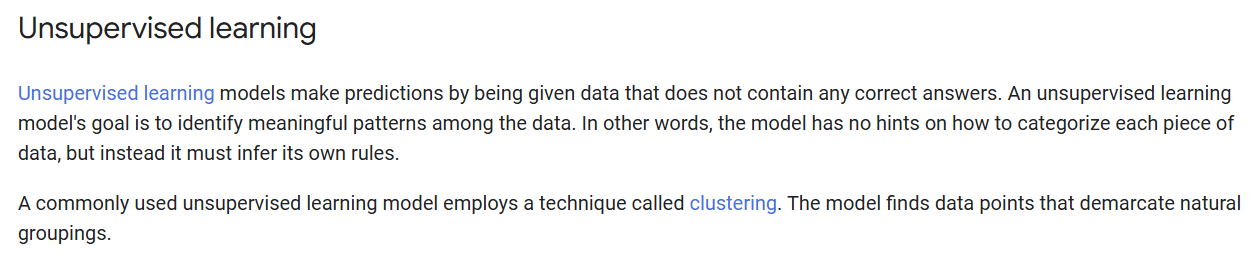 Unsupervised learning
Unsupervised learning models make predictions by being given data that does not contain any correct answers. An unsupervised learning
model's goal is to identify meaningful patterns among the data. In other words, the model has no hints on how to categorize each piece of
data, but instead it must infer its own rules.
A commonly used unsupervised learning model employs a technique called clustering. The model finds data points that demarcate natural
groupings.